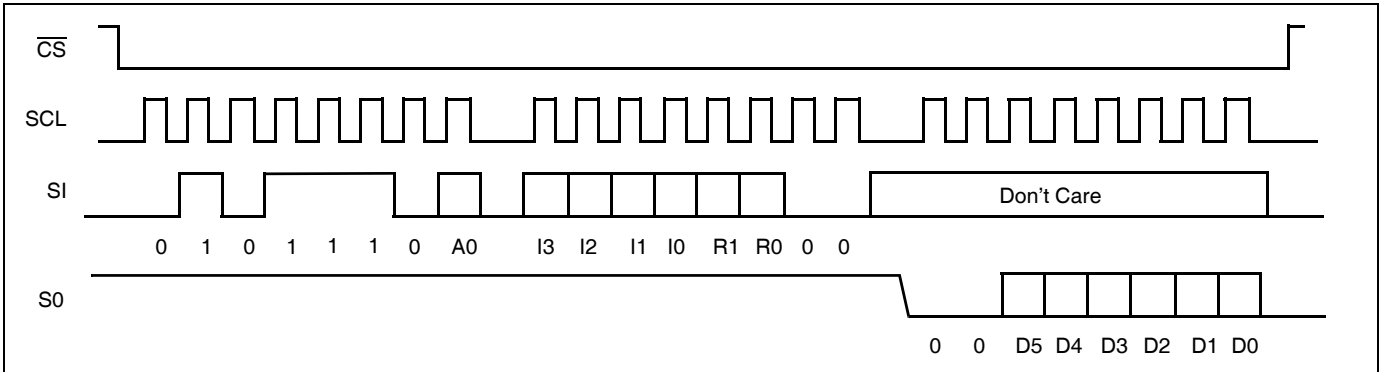 CS
SCL
SI
Don't Care
0 1 0 1 1 1 0 A0 I3 I2 I1 I0 R1 R0 0 0
S0
0 0 D5 D4 D3 D2 D1 D0